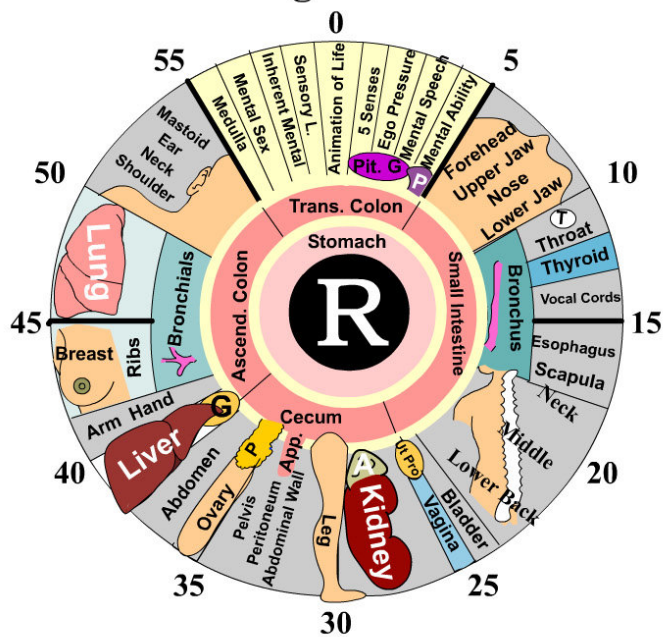 0
5
10
15
20
25
30
35
40
45
50
55
Medulla
Mental Sex
Inherent Mental
Sensory L.
Animation of Life
5 Senses
Ego Pressure
Mental Speech
Mental Ability
Pit. G
P
Forehead
Upper Jaw
Nose
Lower Jaw
T
Throat
Thyroid
Vocal Cords
Bronchus
Esophagus
Scapula
Neck
Middle
Lower Back
Bladder
Vagina
Ut Pro
A
Kidney
Leg
App.
Abdominal Wall
Peritoneum
Pelvis
P
Ovary
Abdomen
G
Liver
Arm Hand
Breast
Ribs
Bronchials
Lung
Mastoid
Ear
Neck
Shoulder
Trans. Colon
Small Intestine
Cecum
Ascend. Colon
Stomach
R